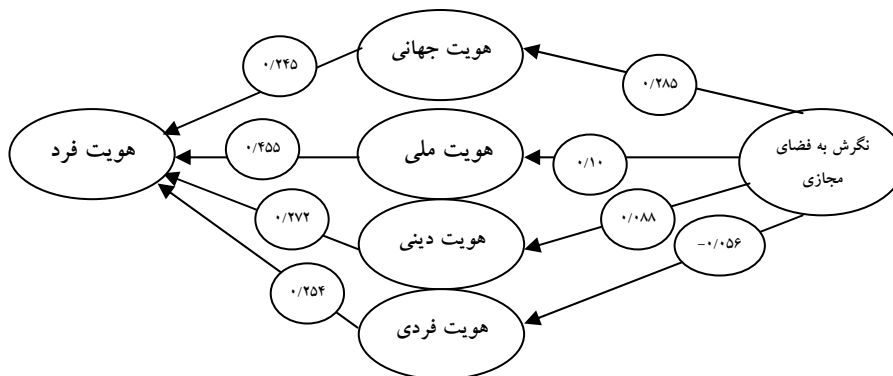 هویت جهانی
۰/۲۴۵
۰/۲۸۵
هویت فرد
۰/۴۵۵
هویت ملی
۰/۱۰
نگرش به فضای
مجازی
۰/۲۷۲
هویت دینی
۰/۰۸۸
-۰/۰۵۶
۰/۲۵۴
هویت فردی